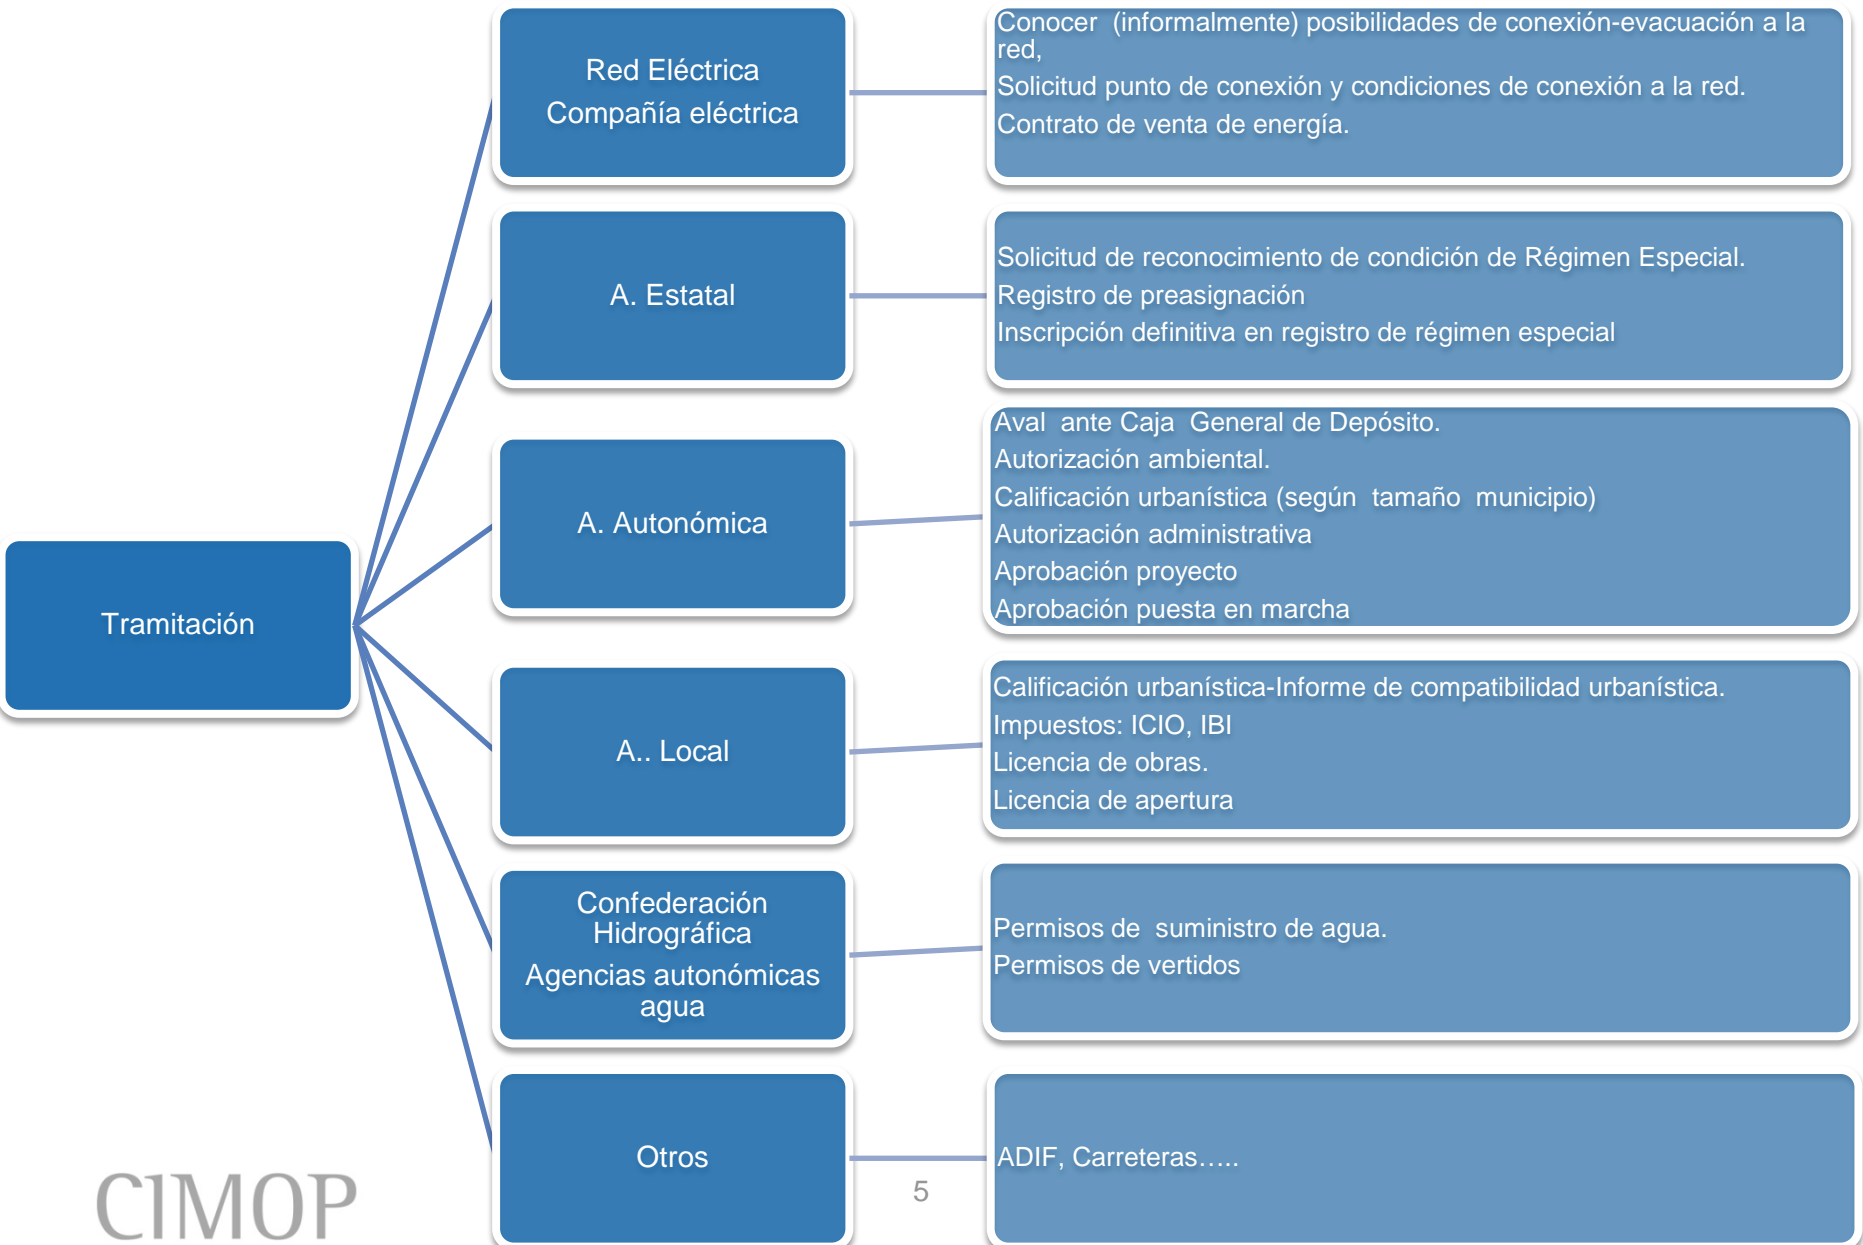 Tramitación
Red Eléctrica
Compañía eléctrica
Conocer (informalmente) posibilidades de conexión-evacuación a la
red,
Solicitud punto de conexión y condiciones de conexión a la red.
Contrato de venta de energía.
A. Estatal
Solicitud de reconocimiento de condición de Régimen Especial.
Registro de preasignación
Inscripción definitiva en registro de régimen especial
A. Autonómica
Aval ante Caja General de Depósito.
Autorización ambiental.
Calificación urbanística (según tamaño municipio)
Autorización administrativa
Aprobación proyecto
Aprobación puesta en marcha
A.. Local
Calificación urbanística-Informe de compatibilidad urbanística.
Impuestos: ICIO, IBI
Licencia de obras.
Licencia de apertura
Confederación
Hidrográfica
Agencias autonómicas
agua
Permisos de suministro de agua.
Permisos de vertidos
Otros
ADIF, Carreteras…..
CIMOP
5